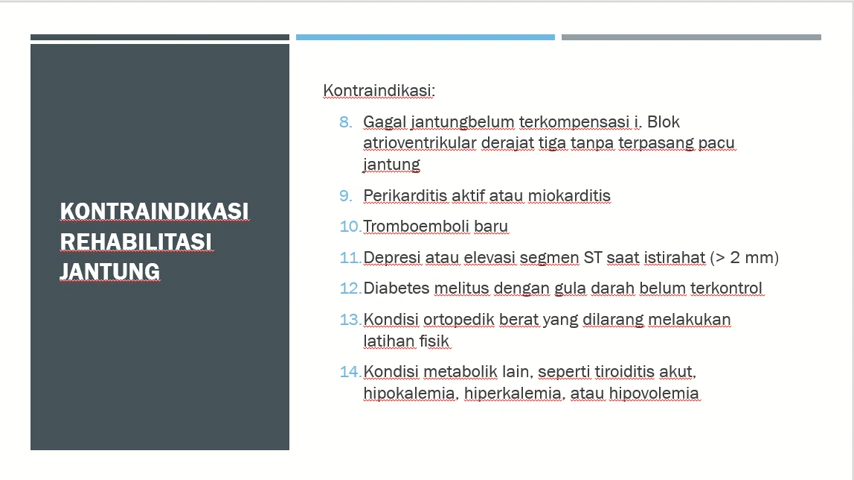 KONTRAINDIKASI
REHABILITASI
JANTUNG
Kontraindikasi:
8. Gagal jantungbelum terkompensasi i. Blok
atrioventrikular derajat tiga tanpa terpasang pacu
jantung
9. Perikarditis aktif atau miokarditis
10. Tromboemboli baru
11. Depresi atau elevasi segmen ST saat istirahat (> 2 mm)
12. Diabetes melitus dengan gula darah belum terkontrol
13. Kondisi ortopedik berat yang dilarang melakukan
latihan fisik
14. Kondisi metabolik lain, seperti tiroiditis akut,
hipokalemia, hiperkalemia, atau hipovolemia